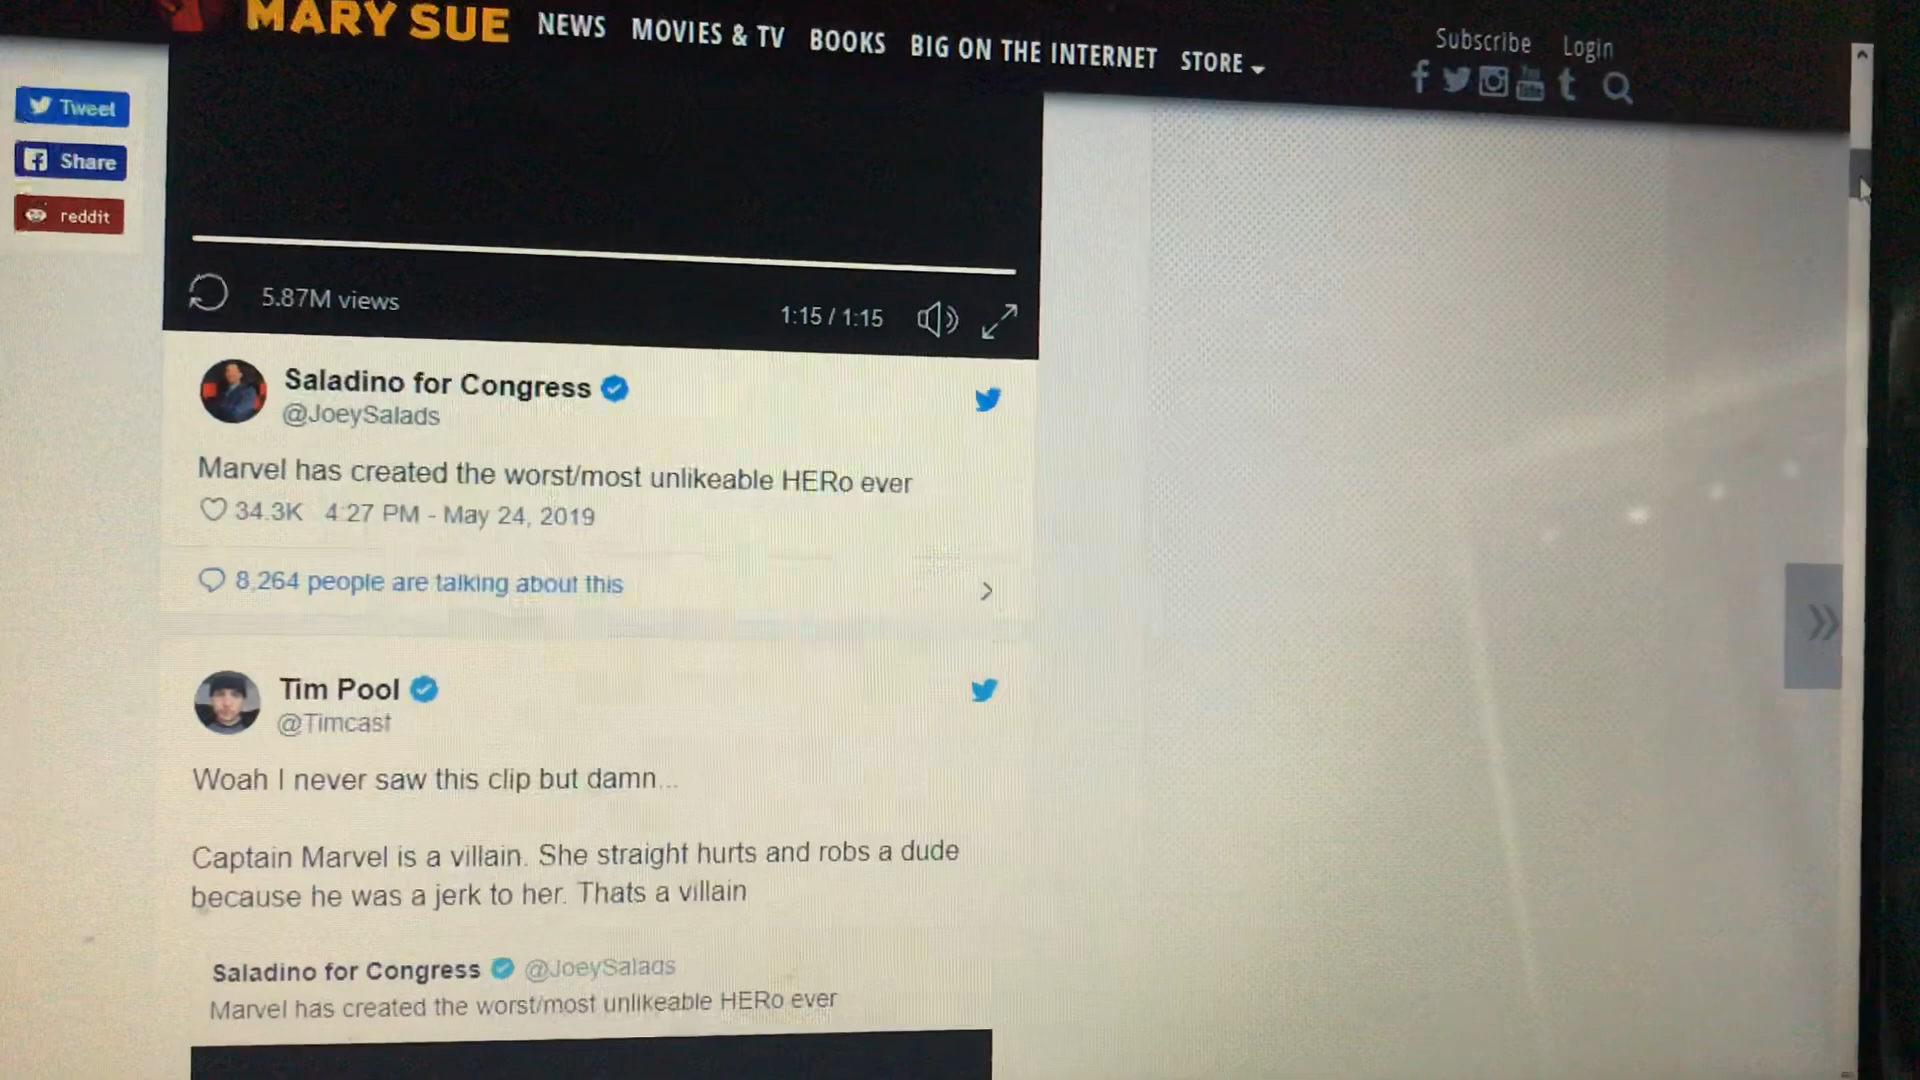 MARY SUE NEWS MOVIES & TV BOOKS BIG ON THE INTERNET STORE
Subscribe Login
Tweet
Share
reddit
5.87M views 1:15 / 1:15
Saladino for Congress
@JoeySalads
Marvel has created the worst/most unlikeable HERo ever
34.3K 4:27 PM - May 24, 2019
8,264 people are talking about this
Tim Pool
@Timcast
Woah I never saw this clip but damn...
Captain Marvel is a villain. She straight hurts and robs a dude
because he was a jerk to her. Thats a villain
Saladino for Congress @JoeySalads
Marvel has created the worst/most unlikeable HERo ever